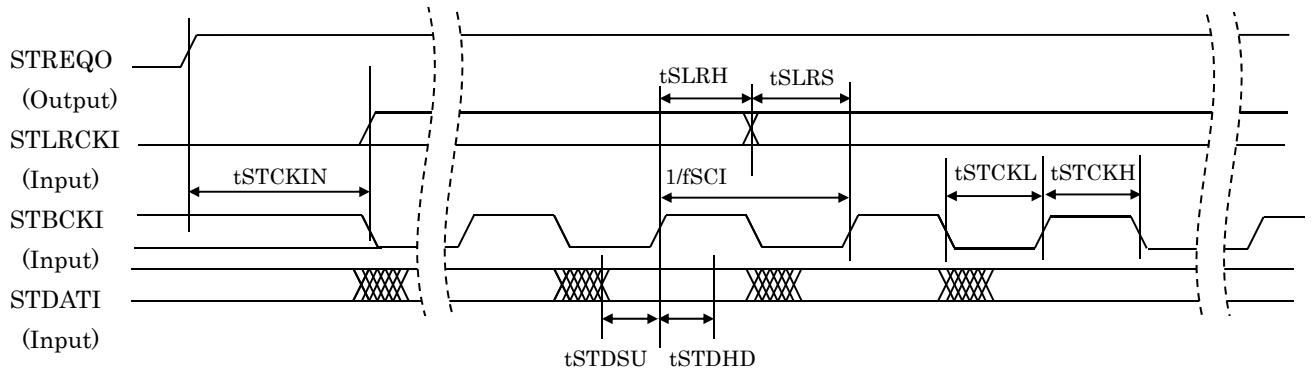 STREQO
(Output)
tSLRH
tSLRS
STLRCKI
(Input)
tSTCKIN
1/fSCI
tSTCKL
tSTCKH
STBCKI
(Input)
STDATI
(Input)
tSTDSU
tSTDHD